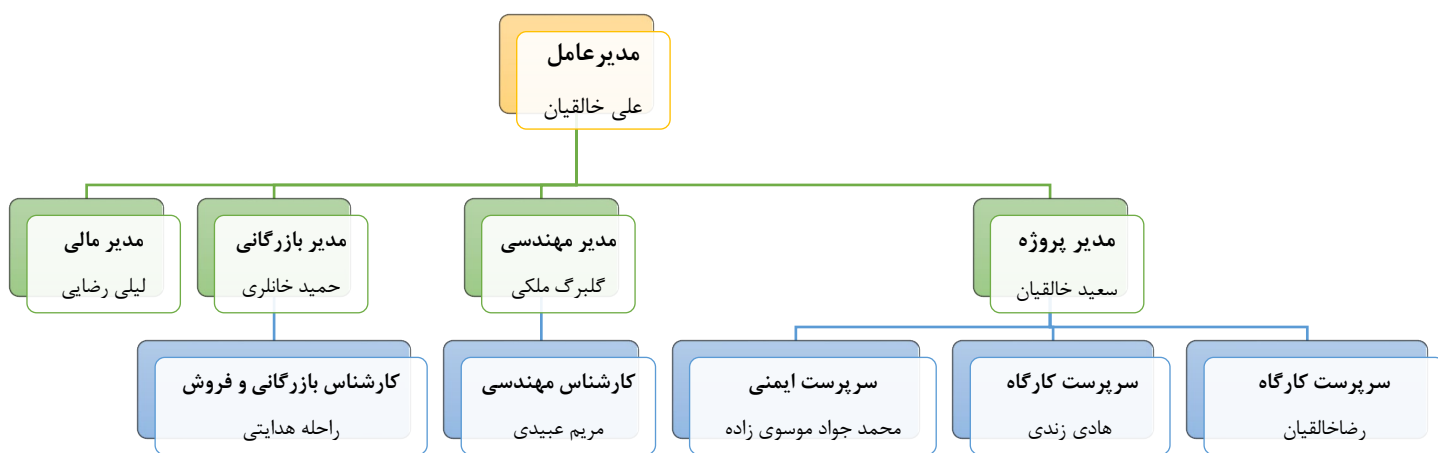 مدیرعامل
علی خالقیان
مدیر پروژه
سعید خالقیان
مدیر مهندسی
گلبرگ ملکی
مدیر بازرگانی
حمید خانلری
مدیر مالی
لیلی رضایی
سرپرست کارگاه
رضاخالقیان
سرپرست کارگاه
هادی زندی
سرپرست ایمنی
محمد جواد موسوی زاده
کارشناس مهندسی
مریم عبیدی
کارشناس بازرگانی و فروش
راحله هدایتی